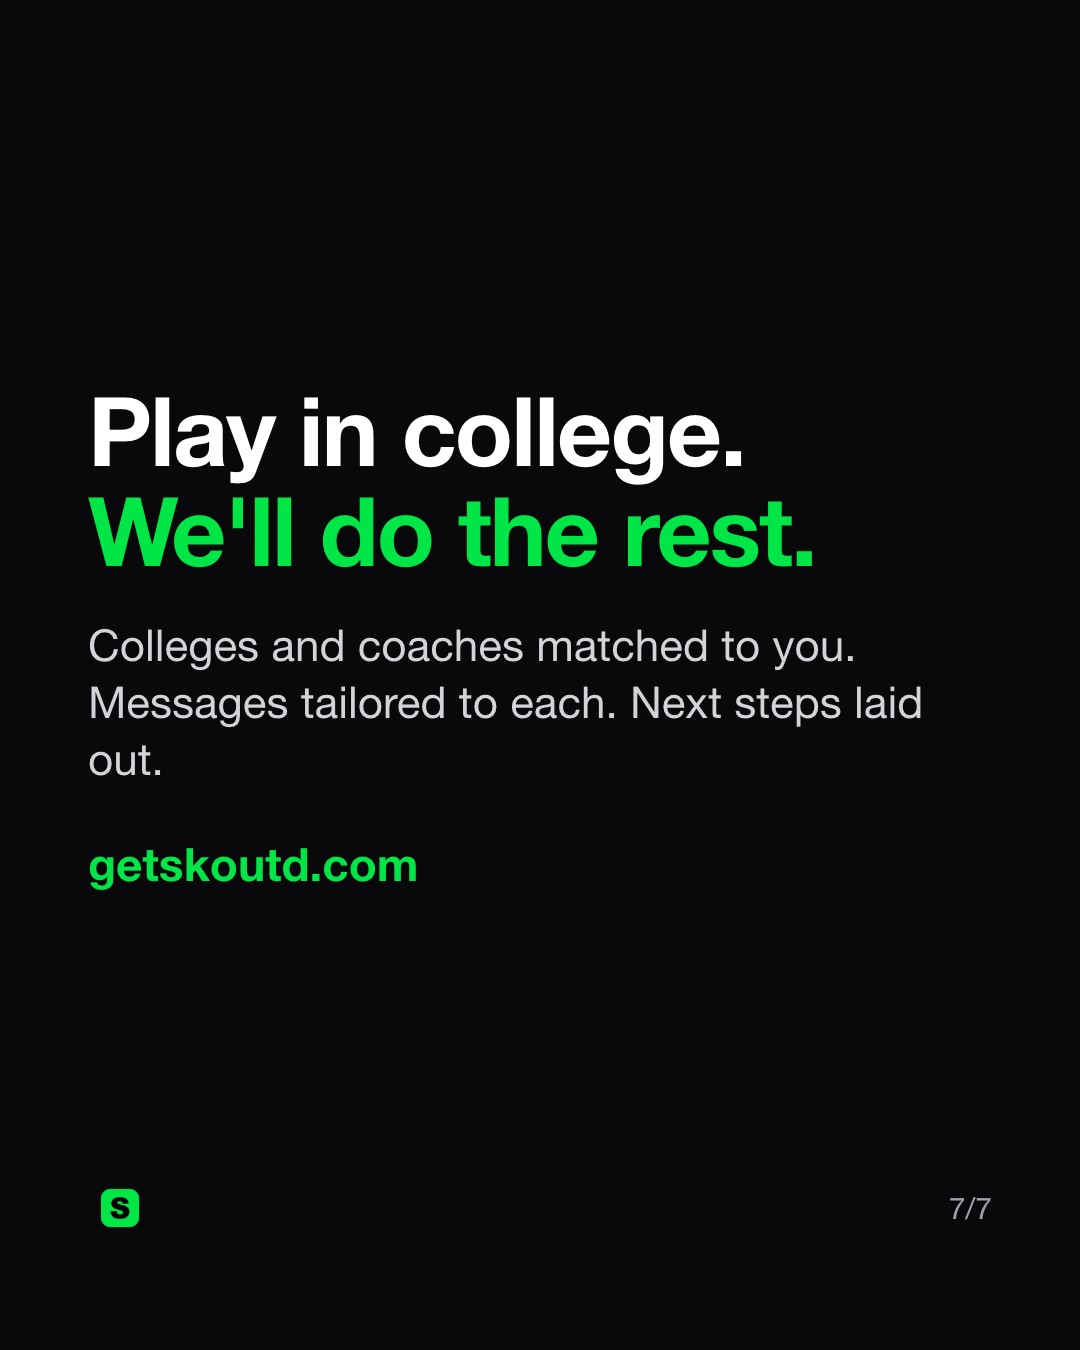 Play in college.
We'll do the rest.
Colleges and coaches matched to you.
Messages tailored to each. Next steps laid
out.
getskoutd.com
S
7/7